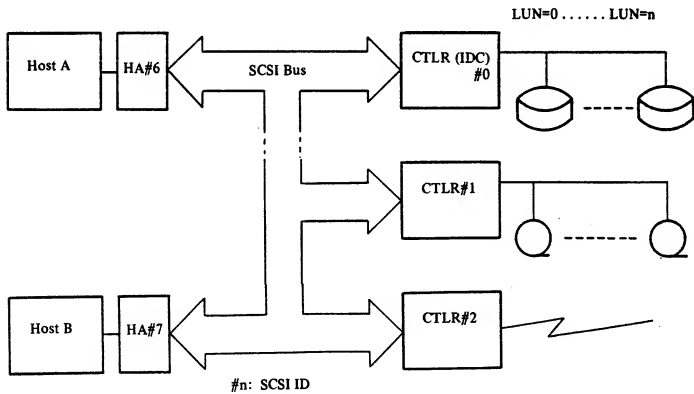 LUN=0 ...... LUN=n
Host A
HA#6
SCSI Bus
CTLR (IDC)
#0
CTLR#1
Host B
HA#7
CTLR#2
#n: SCSI ID